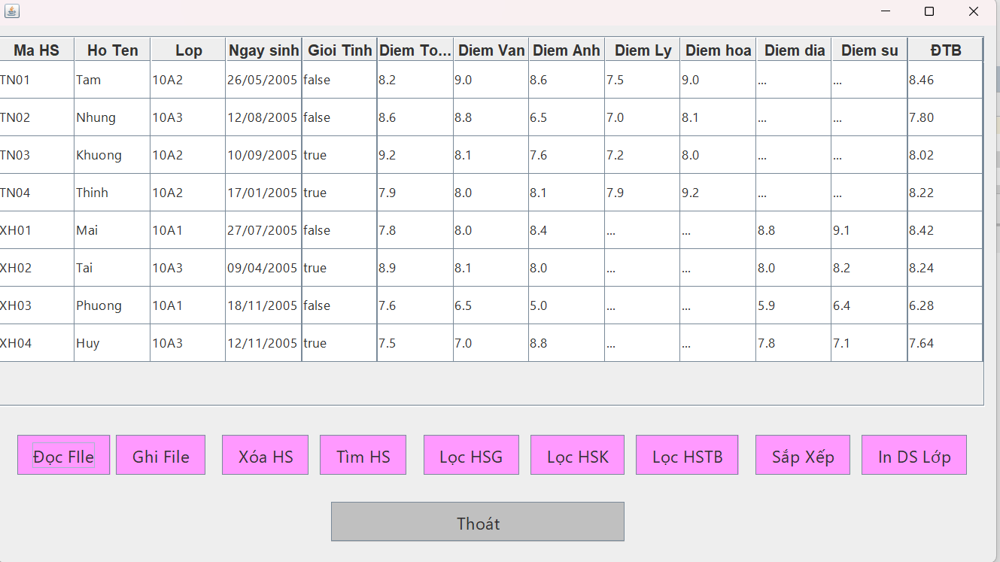 Ma HS Ho Ten Lop Ngay sinh Gioi Tinh Diem To... Diem Van Diem Anh Diem Ly Diem hoa Diem dia Diem su ĐTB
TN01 Tam 10A2 26/05/2005 false 8.2 9.0 8.6 7.5 9.0 ... ... 8.46
TN02 Nhung 10A3 12/08/2005 false 8.6 8.8 6.5 7.0 8.1 ... ... 7.80
TN03 Khuong 10A2 10/09/2005 true 9.2 8.1 7.6 7.2 8.0 ... ... 8.02
TN04 Thinh 10A2 17/01/2005 true 7.9 8.0 8.1 7.9 9.2 ... ... 8.22
XH01 Mai 10A1 27/07/2005 false 7.8 8.0 8.4 ... ... 8.8 9.1 8.42
XH02 Tai 10A3 09/04/2005 true 8.9 8.1 8.0 ... ... 8.0 8.2 8.24
XH03 Phuong 10A1 18/11/2005 false 7.6 6.5 5.0 ... ... 5.9 6.4 6.28
XH04 Huy 10A3 12/11/2005 true 7.5 7.0 8.8 ... ... 7.8 7.1 7.64
Đọc FIle Ghi File Xóa HS Tìm HS Lọc HSG Lọc HSK Lọc HSTB Sắp Xếp In DS Lớp
Thoát